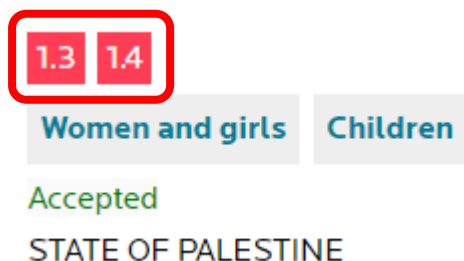 1.3 1.4
Women and girls Children
Accepted
STATE OF PALESTINE